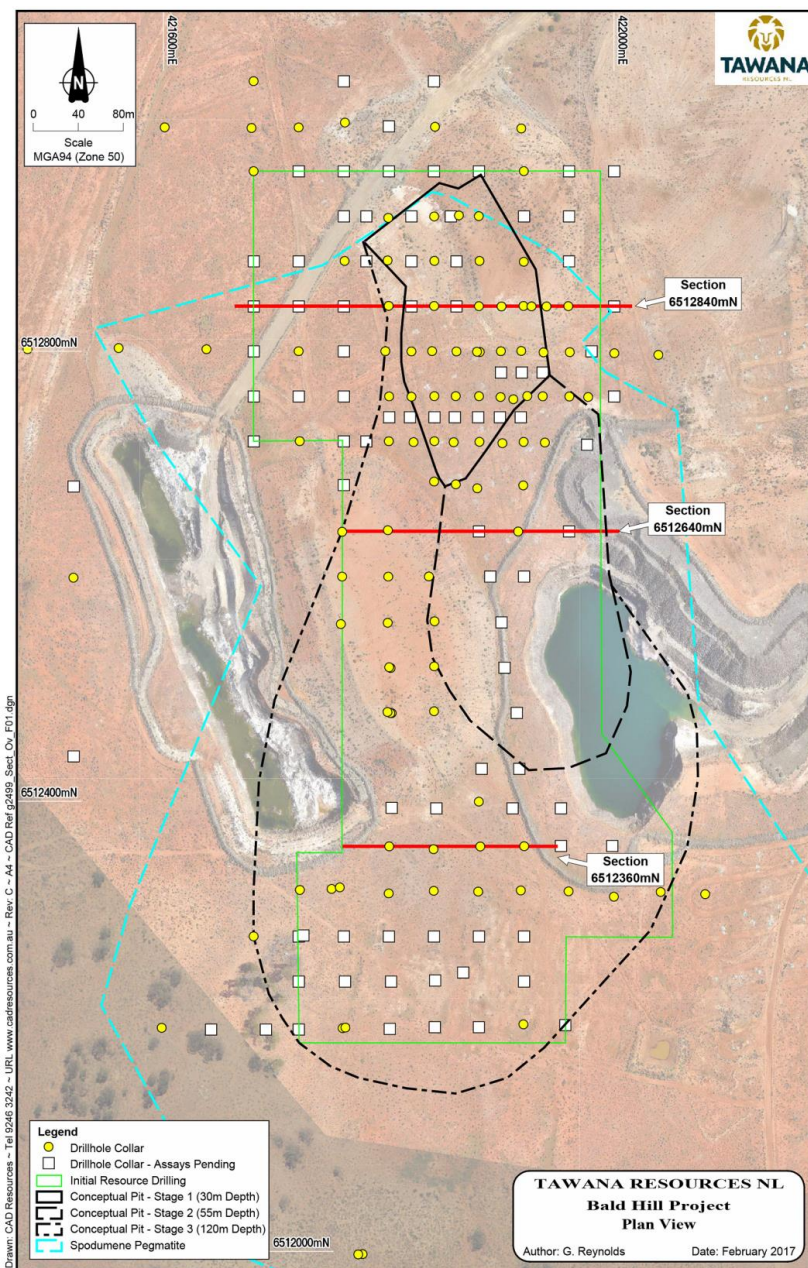 421600mE
422000mE
N
0 40 80m
Scale
MGA94 (Zone 50)
TAWANA
RESOURCES NL
Section
6512840mN
6512800mN
Section
6512640mN
6512400mN
Section
6512360mN
6512000mN
Legend
Drillhole Collar
Drillhole Collar - Assays Pending
Initial Resource Drilling
Conceptual Pit - Stage 1 (30m Depth)
Conceptual Pit - Stage 2 (55m Depth)
Conceptual Pit - Stage 3 (120m Depth)
Spodumene Pegmatite
TAWANA RESOURCES NL
Bald Hill Project
Plan View
Author: G. Reynolds Date: February 2017
Drawn: CAD Resources ~ Tel 9246 3242 ~ URL www.cadresources.com.au ~ Rev: C ~ A4 ~ CAD Ref g2499_Sect_Ov_F01.dgn